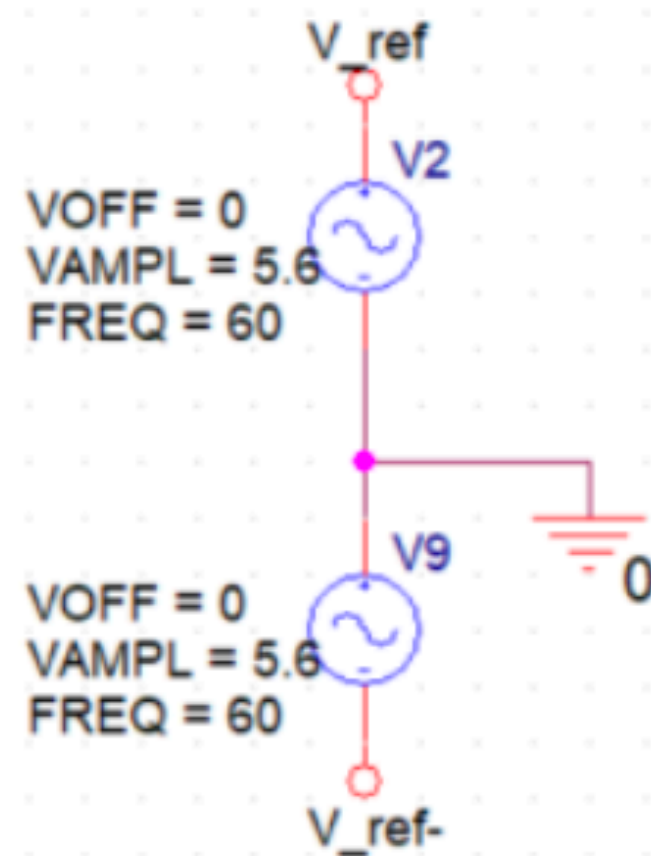 V_ref
V2
VOFF = 0
VAMPL = 5.6
FREQ = 60
V9
0
VOFF = 0
VAMPL = 5.6
FREQ = 60
V_ref-